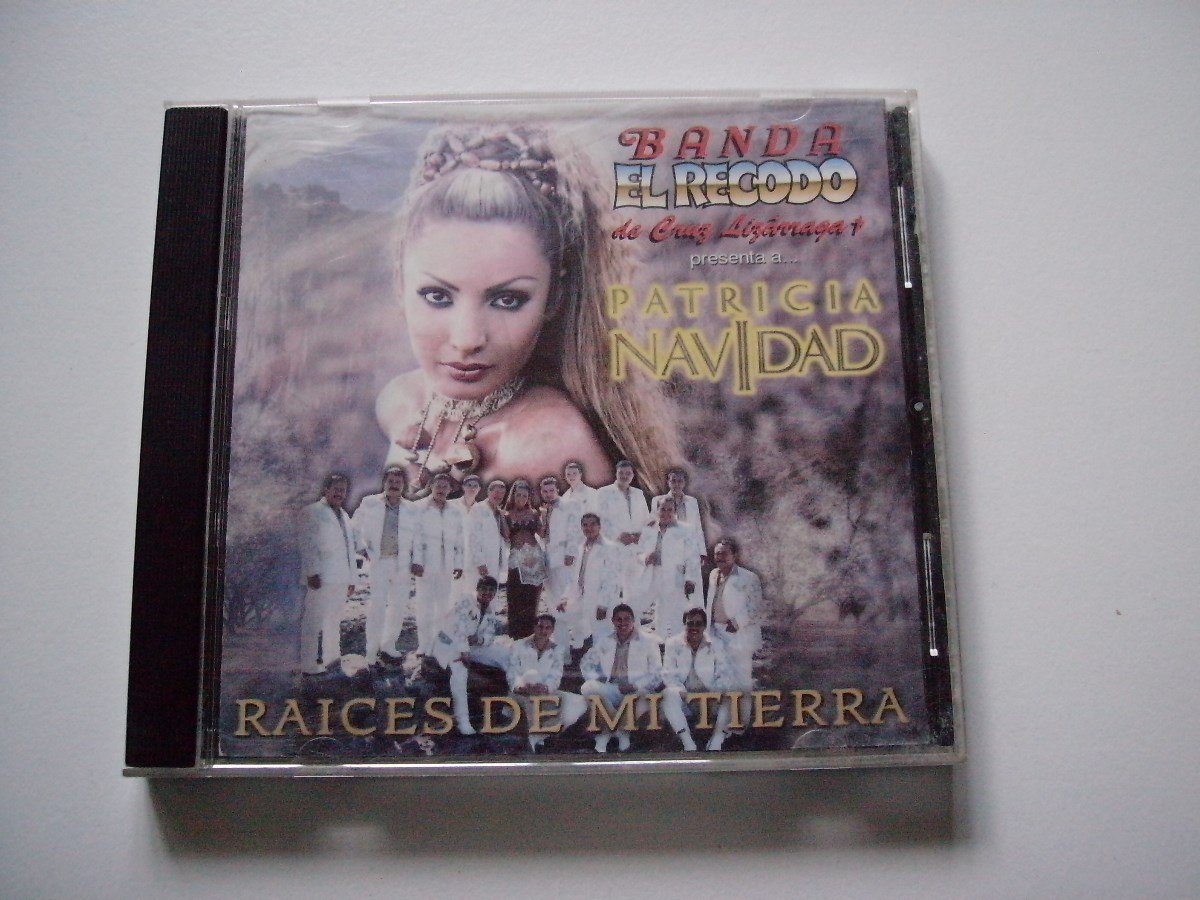 BANDA
EL RECODO
de Cruz Lizárraga †
presenta a...
PATRICIA
NAVIDAD
RAICES DE MI TIERRA